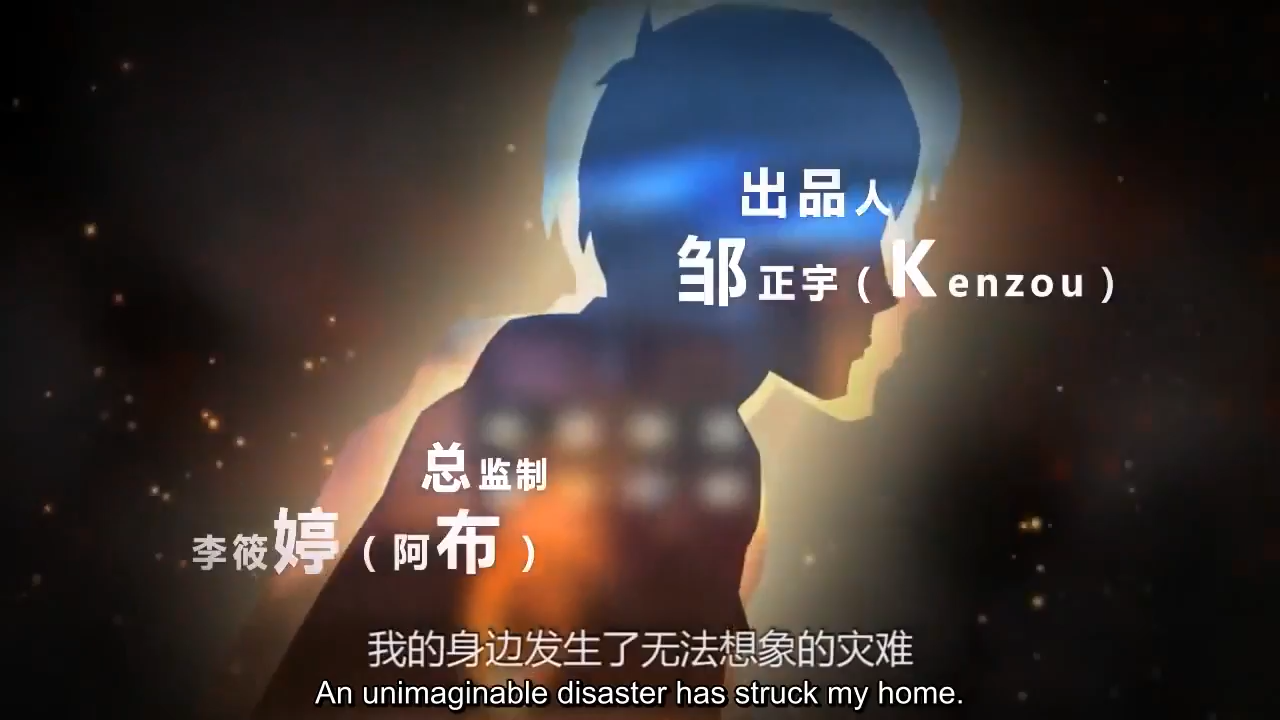 出品人
邹正宇（Kenzou）
总监制
李筱婷（阿布）
我的身边发生了无法想象的灾难
An unimaginable disaster has struck my home.